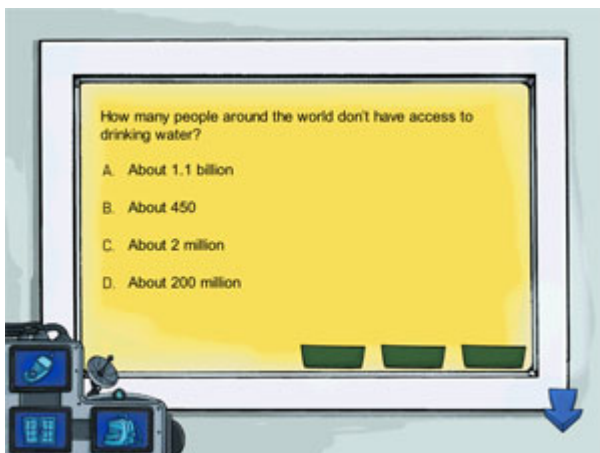 How many people around the world don't have access to
drinking water?
A. About 1.1 billion
B. About 450
C. About 2 million
D. About 200 million